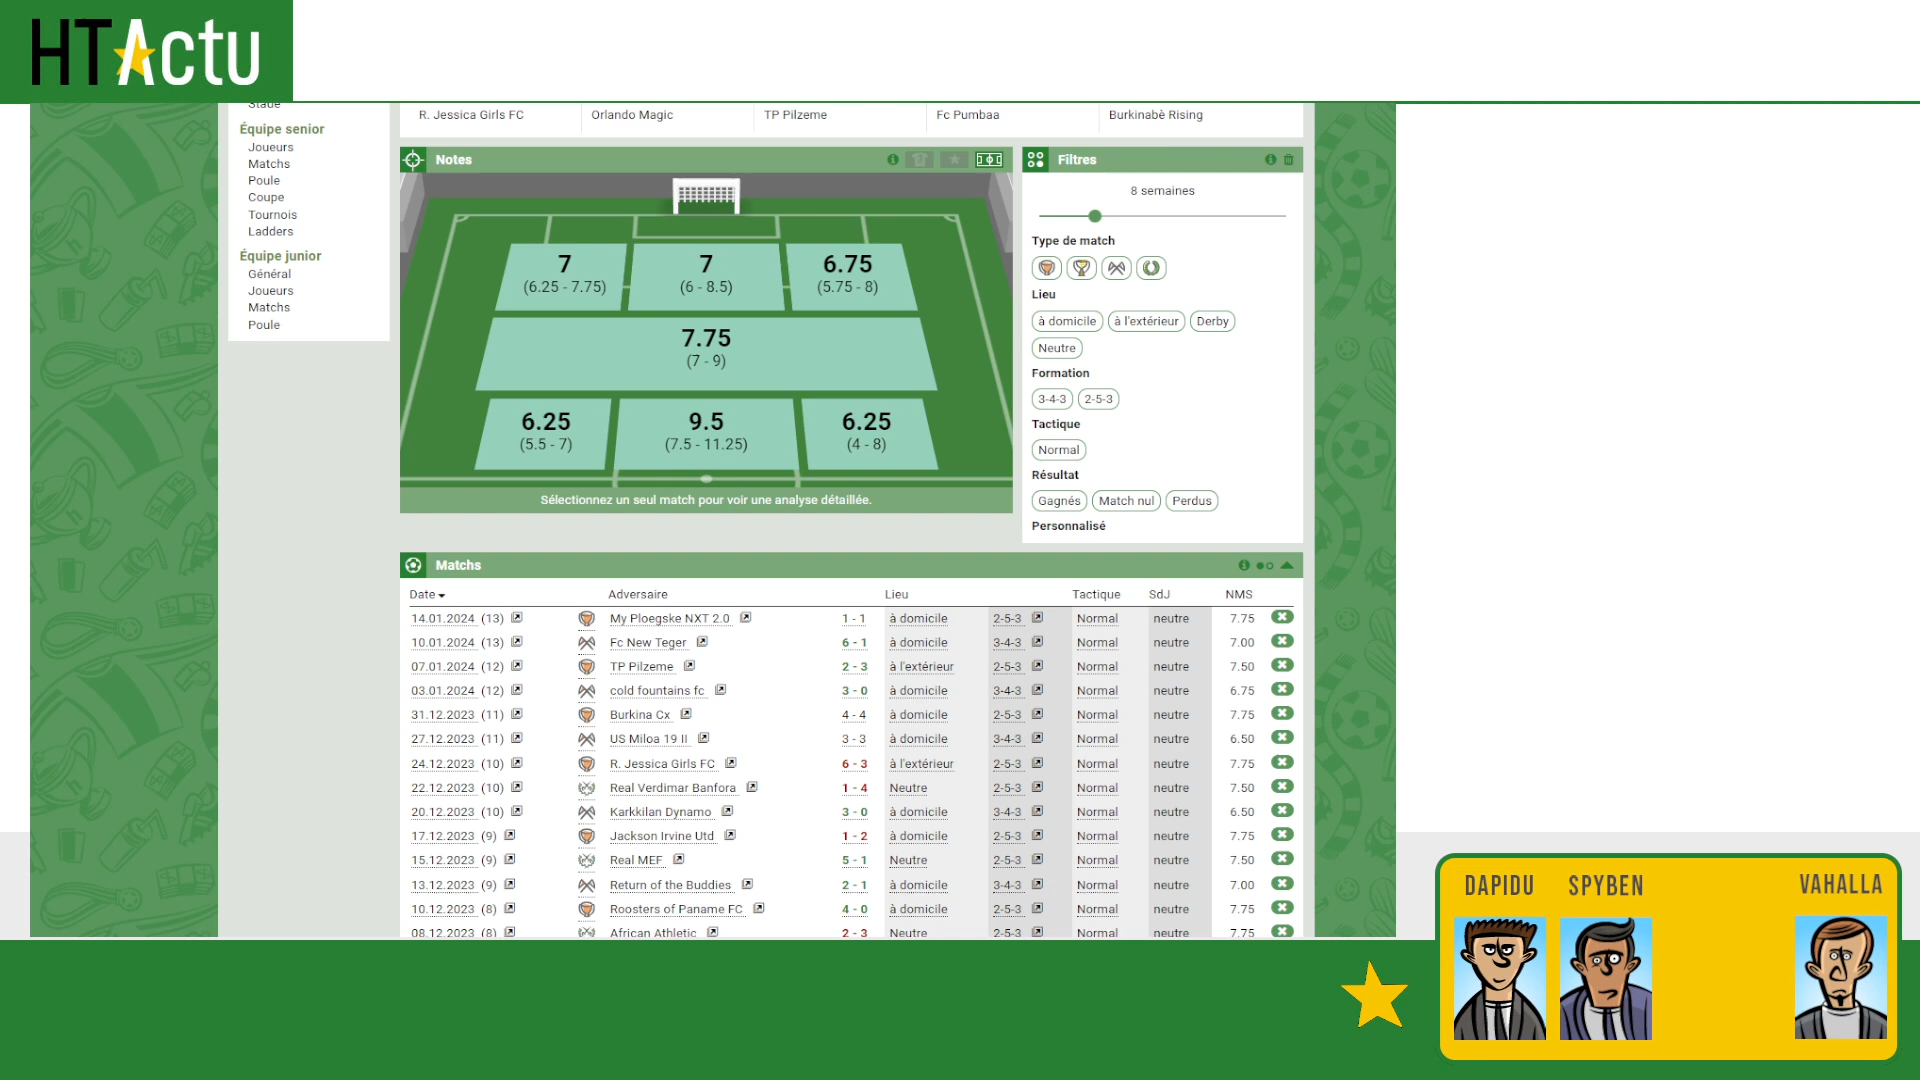 HTActu
Stade
Équipe senior
Joueurs
Matchs
Poule
Coupe
Tournois
Ladders
Équipe junior
Général
Joueurs
Matchs
Poule
R. Jessica Girls FC Orlando Magic TP Pilzeme Fc Pumbaa Burkinabè Rising
Notes
7 7 6.75
(6.25 - 7.75) (6 - 8.5) (5.75 - 8)
7.75
(7 - 9)
6.25 9.5 6.25
(5.5 - 7) (7.5 - 11.25) (4 - 8)
Sélectionnez un seul match pour voir une analyse détaillée.
Filtres
8 semaines
Type de match
Lieu
à domicile à l'extérieur Derby
Neutre
Formation
3-4-3 2-5-3
Tactique
Normal
Résultat
Gagnés Match nul Perdus
Personnalisé
Matchs
Date Adversaire Lieu Tactique SdJ NMS
14.01.2024 (13) My Ploegske NXT 2.0 1 - 1 à domicile 2-5-3 Normal neutre 7.75
10.01.2024 (13) Fc New Teger 6 - 1 à domicile 3-4-3 Normal neutre 7.00
07.01.2024 (12) TP Pilzeme 2 - 3 à l'extérieur 2-5-3 Normal neutre 7.50
03.01.2024 (12) cold fountains fc 3 - 0 à domicile 3-4-3 Normal neutre 6.75
31.12.2023 (11) Burkina Cx 4 - 4 à domicile 2-5-3 Normal neutre 7.75
27.12.2023 (11) US Miloa 19 II 3 - 3 à domicile 3-4-3 Normal neutre 6.50
24.12.2023 (10) R. Jessica Girls FC 6 - 3 à l'extérieur 2-5-3 Normal neutre 7.75
22.12.2023 (10) Real Verdimar Banfora 1 - 4 Neutre 2-5-3 Normal neutre 7.50
20.12.2023 (10) Karkkilan Dynamo 3 - 0 à domicile 3-4-3 Normal neutre 6.50
17.12.2023 (9) Jackson Irvine Utd 1 - 2 à domicile 2-5-3 Normal neutre 7.75
15.12.2023 (9) Real MEF 5 - 1 Neutre 2-5-3 Normal neutre 7.50
13.12.2023 (9) Return of the Buddies 2 - 1 à domicile 3-4-3 Normal neutre 7.00
10.12.2023 (8) Roosters of Paname FC 4 - 0 à domicile 2-5-3 Normal neutre 7.75
08.12.2023 (8) African Athletic 2 - 3 Neutre 2-5-3 Normal neutre 7.75
DAPIDU SPYBEN VAHALLA